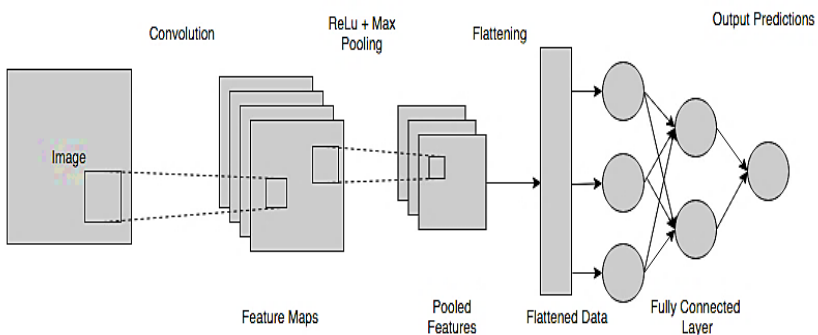 Convolution
ReLu + Max
Pooling
Flattening
Output Predictions
Image
Feature Maps
Pooled
Features
Flattened Data
Fully Connected
Layer